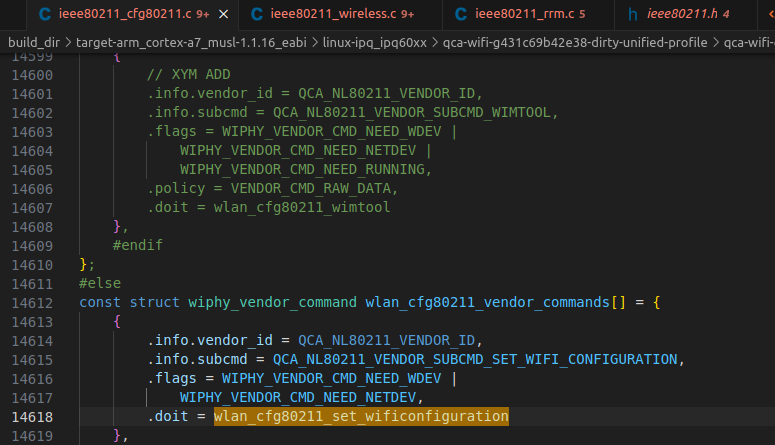 ieee80211_cfg80211.c 9+ ieee80211_wireless.c 9+ ieee80211_rrm.c 5 ieee80211.h 4
build_dir > target-arm_cortex-a7_musl-1.1.16_eabi > linux-ipq_ipq60xx > qca-wifi-g431c69b42e38-dirty-unified-profile > qca-wifi-
14599 {
14600 // XYM ADD
14601 .info.vendor_id = QCA_NL80211_VENDOR_ID,
14602 .info.subcmd = QCA_NL80211_VENDOR_SUBCMD_WIMTOOL,
14603 .flags = WIPHY_VENDOR_CMD_NEED_WDEV |
14604 WIPHY_VENDOR_CMD_NEED_NETDEV |
14605 WIPHY_VENDOR_CMD_NEED_RUNNING,
14606 .policy = VENDOR_CMD_RAW_DATA,
14607 .doit = wlan_cfg80211_wimtool
14608 },
14609 #endif
14610 };
14611 #else
14612 const struct wiphy_vendor_command wlan_cfg80211_vendor_commands[] = {
14613 {
14614 .info.vendor_id = QCA_NL80211_VENDOR_ID,
14615 .info.subcmd = QCA_NL80211_VENDOR_SUBCMD_SET_WIFI_CONFIGURATION,
14616 .flags = WIPHY_VENDOR_CMD_NEED_WDEV |
14617 WIPHY_VENDOR_CMD_NEED_NETDEV,
14618 .doit = wlan_cfg80211_set_wificonfiguration
14619 },